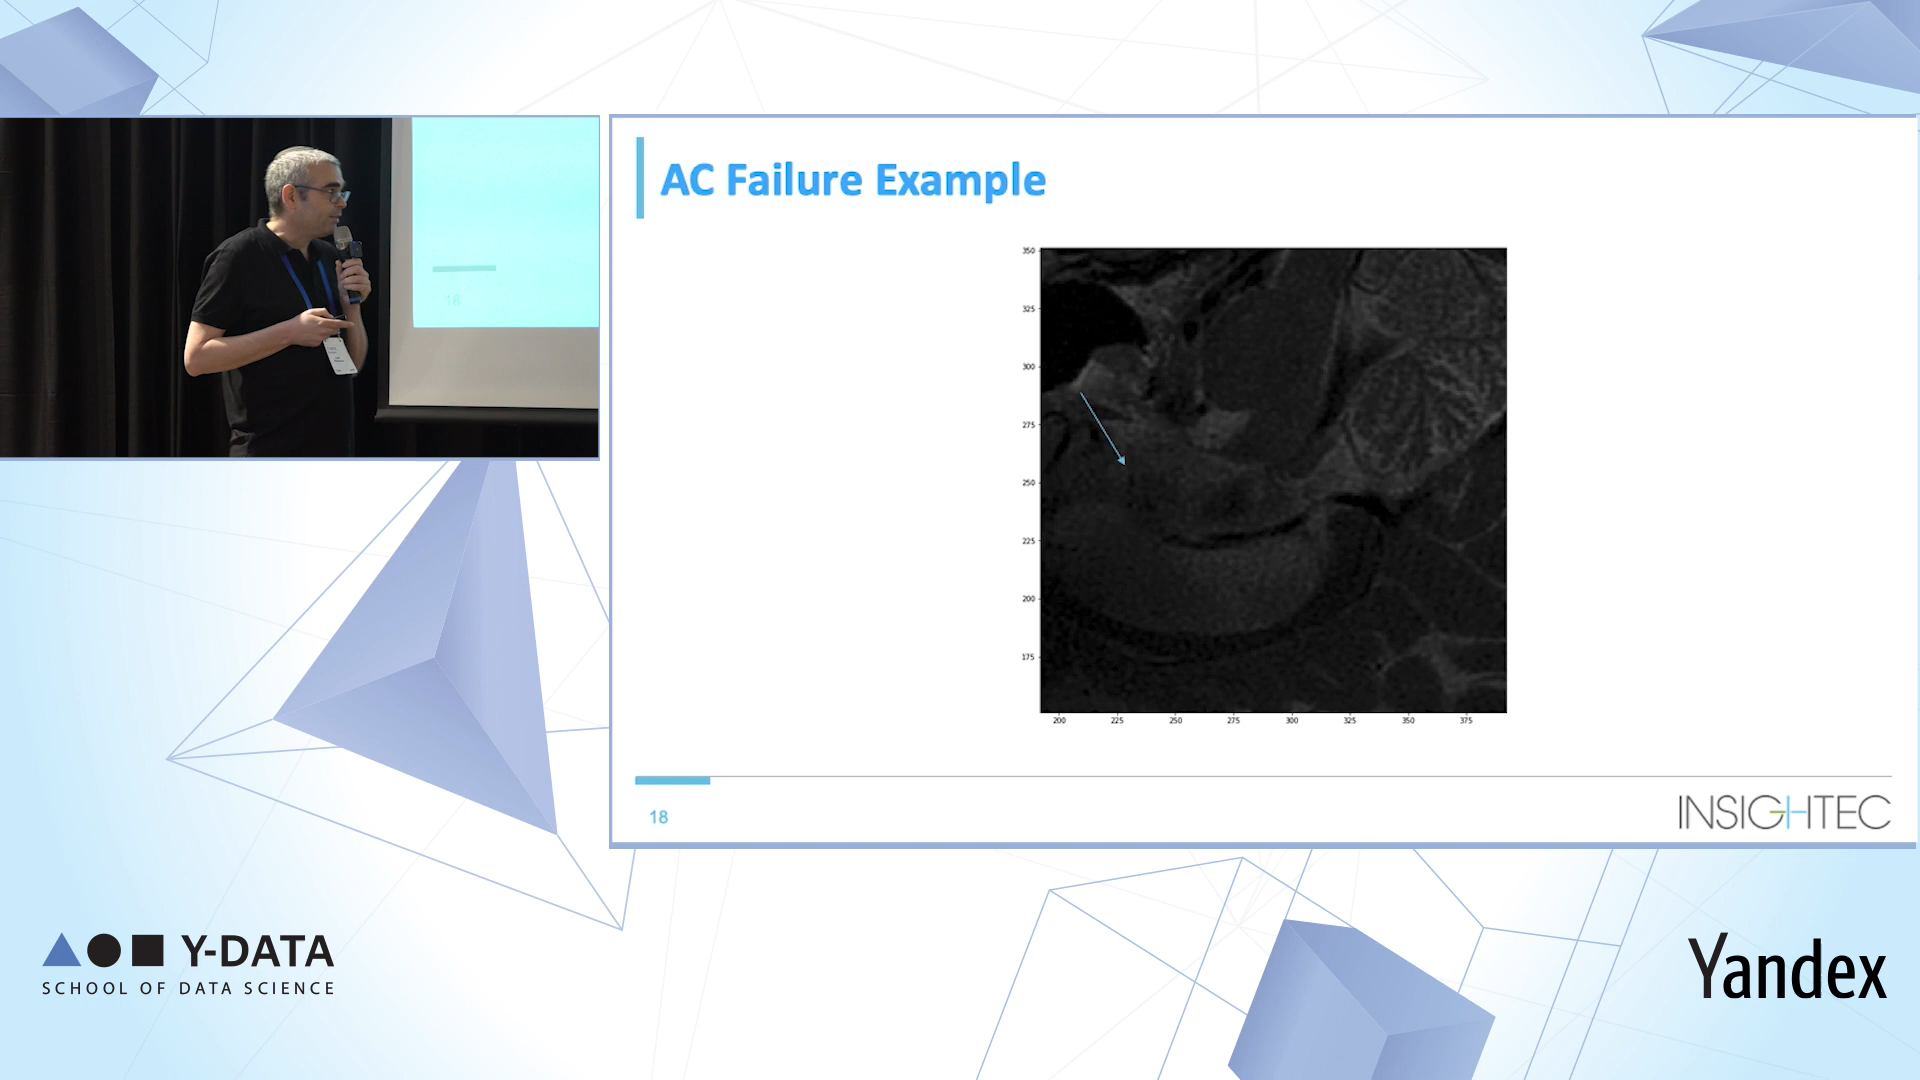 AC Failure Example
350
325
300
275
250
225
200
175
200 225 250 275 300 325 350 375
18
INSIGHTEC
18
Y-DATA
SCHOOL OF DATA SCIENCE
Yandex